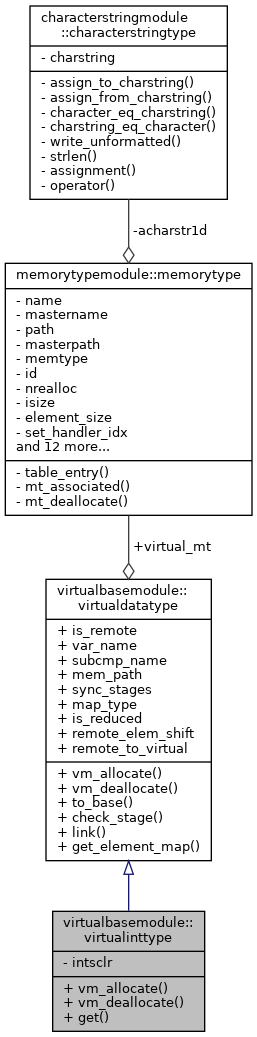 characterstringmodule
::characterstringtype
- charstring
- assign_to_charstring()
- assign_from_charstring()
- character_eq_charstring()
- charstring_eq_character()
- write_unformatted()
- strlen()
- assignment()
- operator()
-acharstr1d
memorytypemodule::memorytype
- name
- mastername
- path
- masterpath
- memtype
- id
- nrealloc
- isize
- element_size
- set_handler_idx
and 12 more...
- table_entry()
- mt_associated()
- mt_deallocate()
+virtual_mt
virtualbasemodule::
virtualdatatype
+ is_remote
+ var_name
+ subcmp_name
+ mem_path
+ sync_stages
+ map_type
+ is_reduced
+ remote_elem_shift
+ remote_to_virtual
+ vm_allocate()
+ vm_deallocate()
+ to_base()
+ check_stage()
+ link()
+ get_element_map()
virtualbasemodule::
virtualinttype
- intsclr
+ vm_allocate()
+ vm_deallocate()
+ get()